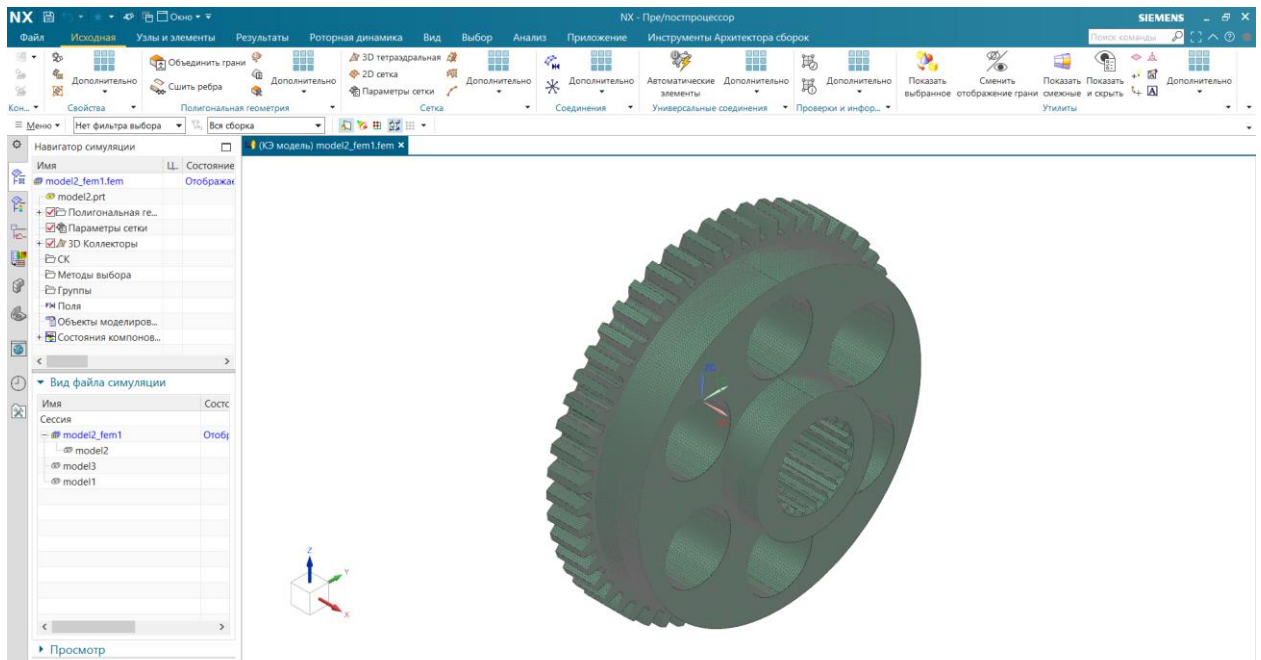 NX Окно NX - Пре/постпроцессор SIEMENS
Файл Исходная Узлы и элементы Результаты Роторная динамика Вид Выбор Анализ Приложение Инструменты Архитектора сборок Поиск команды
Дополнительно Объединить грани Дополнительно 3D тетраэдральная Дополнительно Дополнительно Автоматические элементы Дополнительно Дополнительно Показать выбранное Сменить отображение грани Показать смежные Показать и скрыть Дополнительно
Сшить ребра 2D сетка
Параметры сетки
Кон... Свойства Полигональная геометрия Сетка Соединения Универсальные соединения Проверки и инфор... Утилиты
Меню Нет фильтра выбора Вся сборка
Навигатор симуляции (КЭ модель) model2_fem1.fem
Имя Ц... Состояние
model2_fem1.fem Отображае
model2.prt
Полигональная ге...
Параметры сетки
3D Коллекторы
СК
Методы выбора
Группы
Поля
Объекты моделиров...
Состояния компонов...
ZC
Вид файла симуляции
Имя Состс
Сессия
model2_fem1 Отобр
model2
model3
model1
Z
Y
X
Просмотр